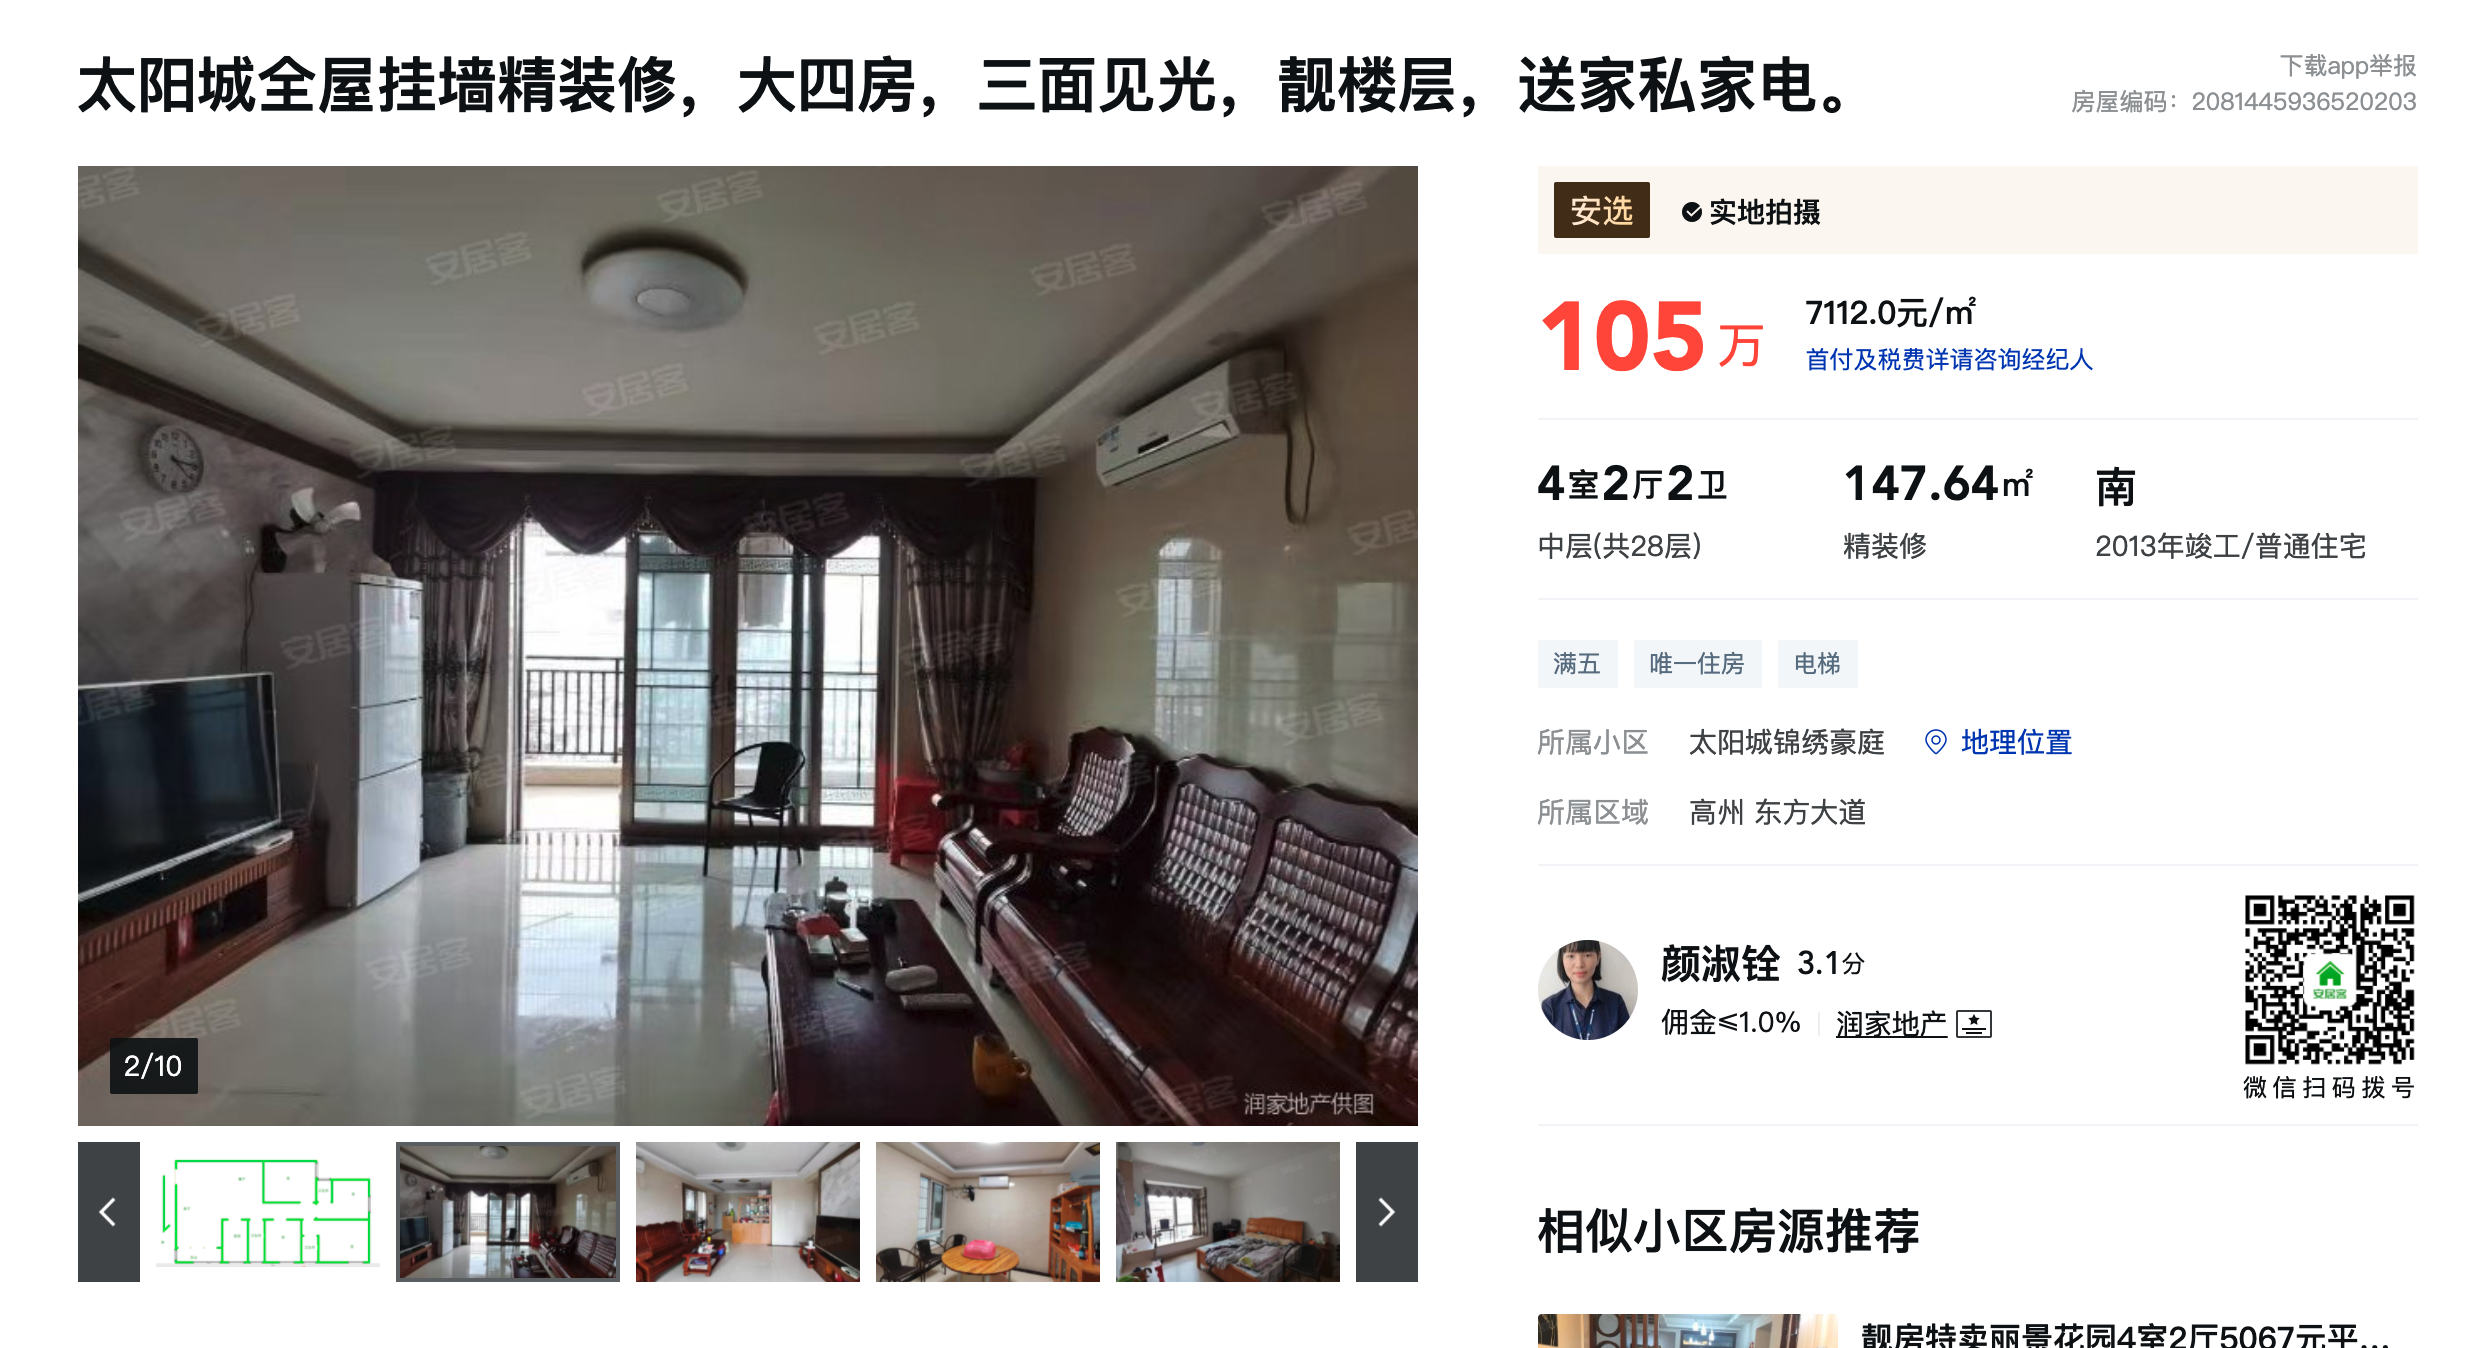 太阳城全屋挂墙精装修，大四房，三面见光，靓楼层，送家私家电。
下载app举报
房屋编码：2081445936520203
安居客
润家地产供图
2/10
安选
实地拍摄
105万
7112.0元/㎡
首付及税费详请咨询经纪人
4室2厅2卫
147.64㎡
南
中层(共28层)
精装修
2013年竣工/普通住宅
满五
唯一住房
电梯
所属小区
太阳城锦绣豪庭
地理位置
所属区域
高州 东方大道
颜淑铨 3.1分
佣金≤1.0%
润家地产
安居客
微信扫码拨号
相似小区房源推荐
靓房特卖丽景花园4室2厅5067元平...